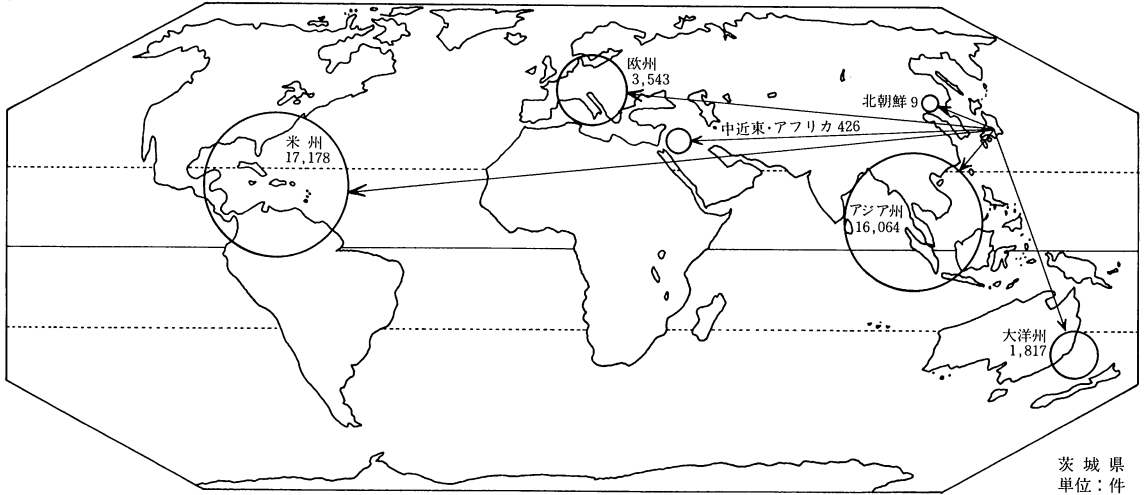 欧州
3,543
北朝鮮 9
中近東・アフリカ 426
米州
17,178
アジア州
16,064
大洋州
1,817
茨城県
単位：件